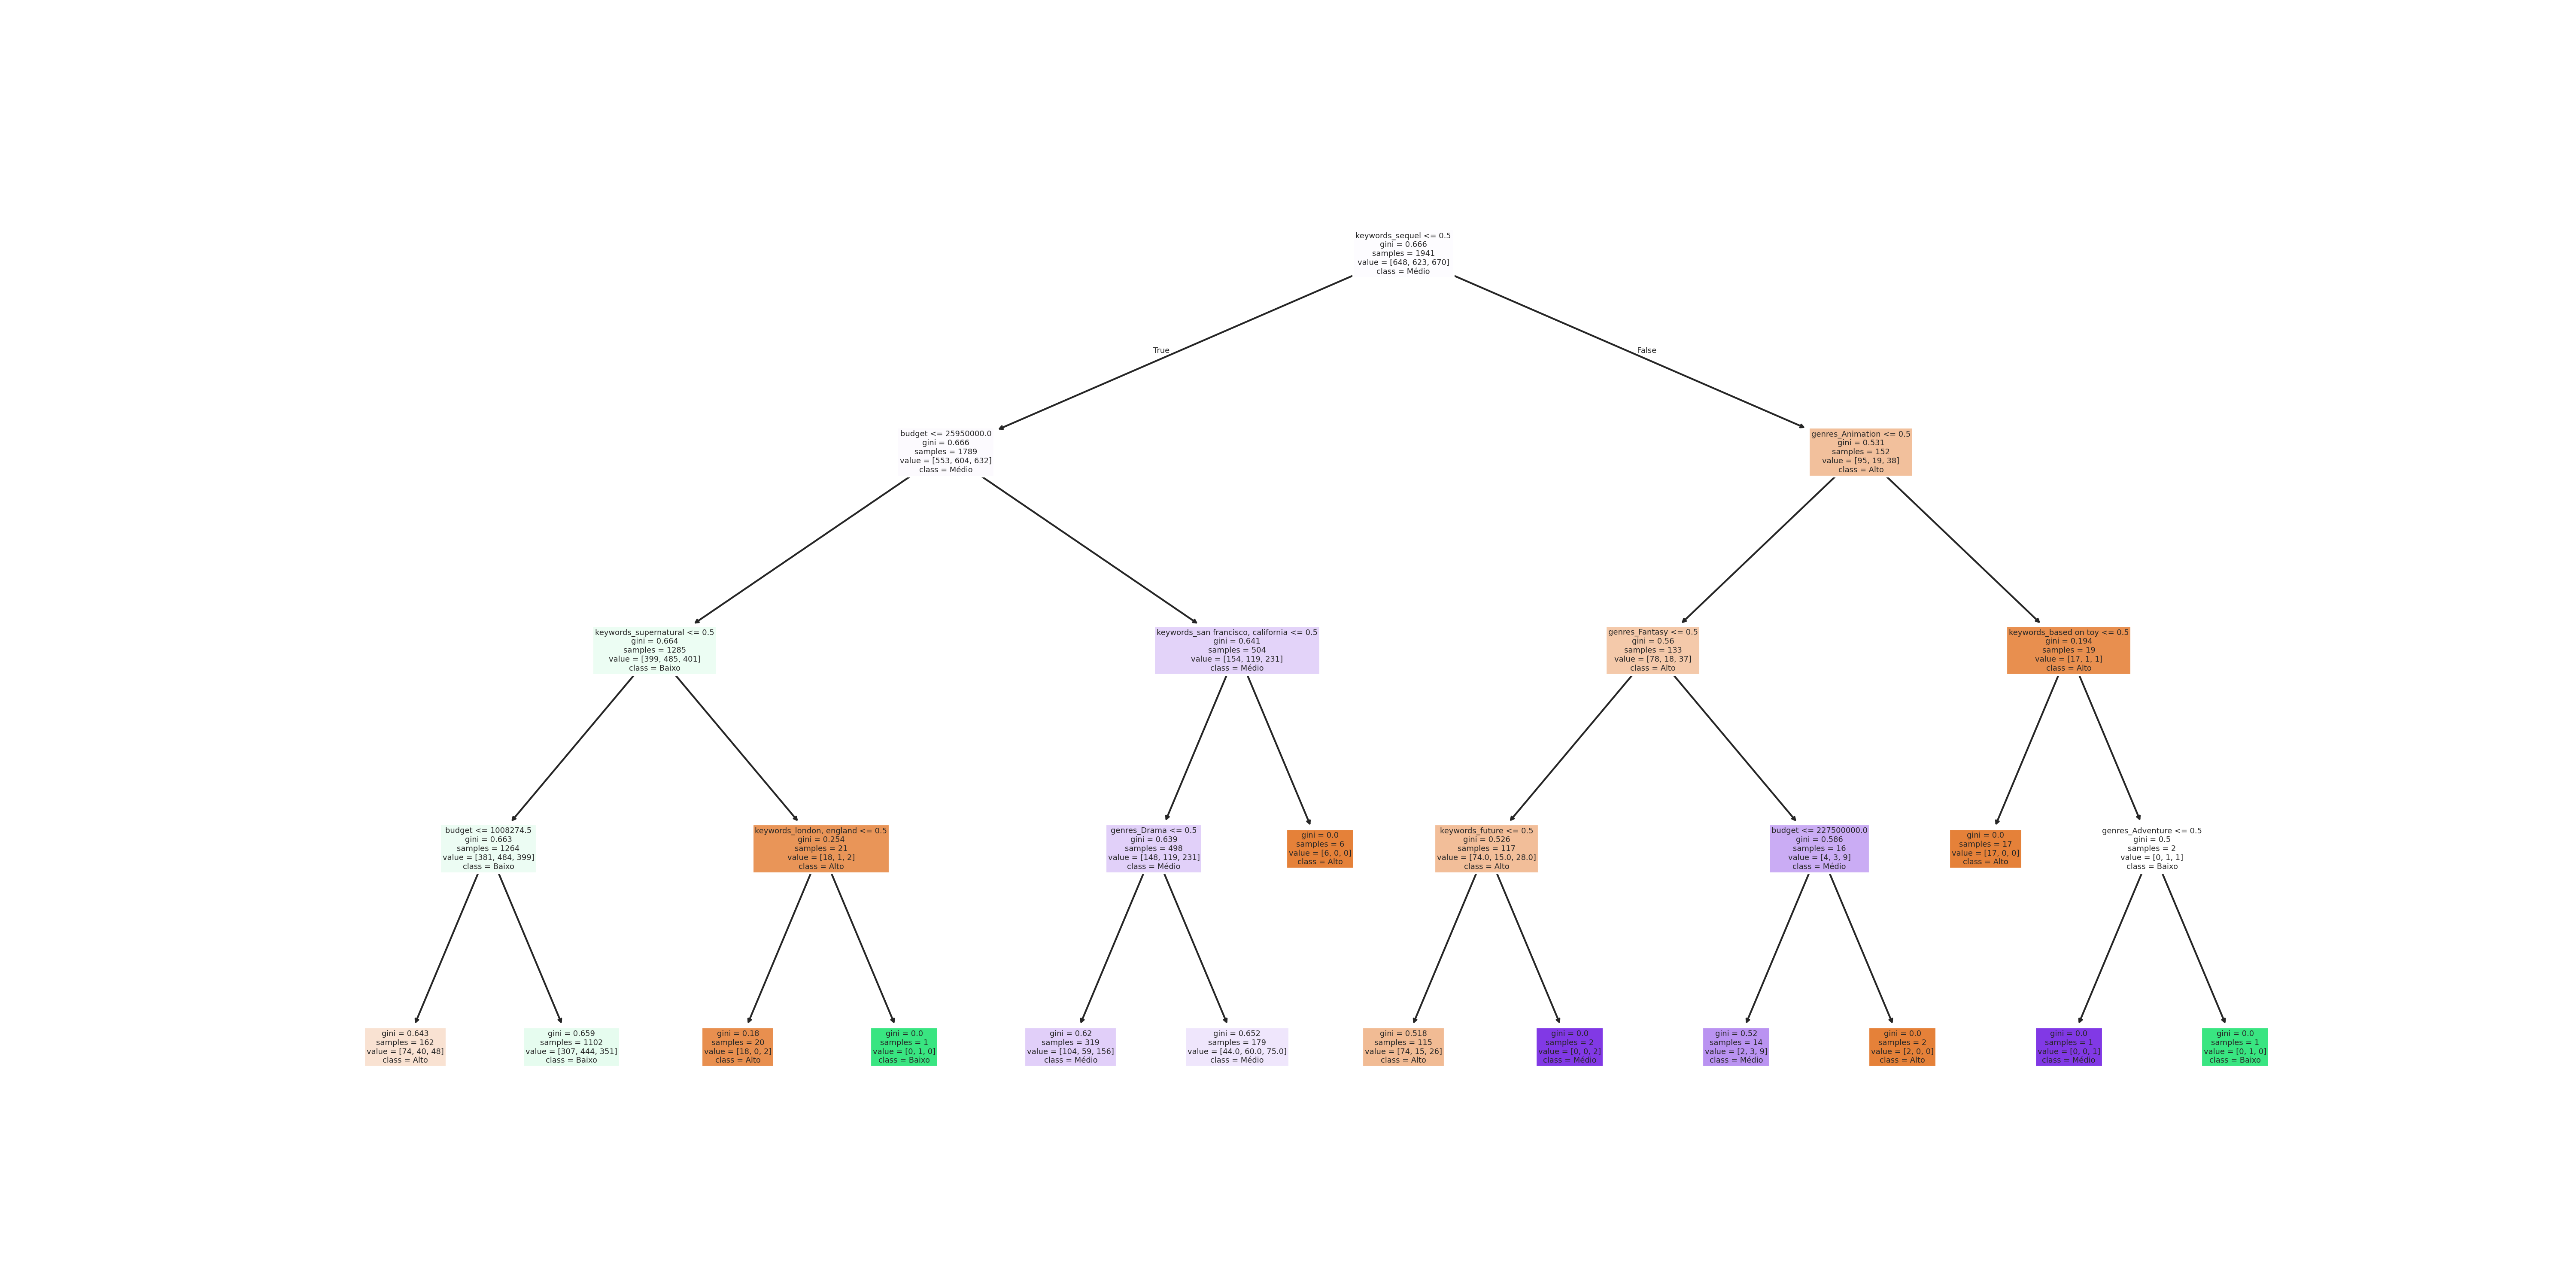 keywords_sequel <= 0.5
gini = 0.666
samples = 1941
value = [648, 623, 670]
class = Médio
True
False
budget <= 25950000.0
gini = 0.666
samples = 1789
value = [553, 604, 632]
class = Médio
genres_Animation <= 0.5
gini = 0.531
samples = 152
value = [95, 19, 38]
class = Alto
keywords_supernatural <= 0.5
gini = 0.664
samples = 1285
value = [399, 485, 401]
class = Baixo
keywords_san francisco, california <= 0.5
gini = 0.641
samples = 504
value = [154, 119, 231]
class = Médio
genres_Fantasy <= 0.5
gini = 0.56
samples = 133
value = [78, 18, 37]
class = Alto
keywords_based on toy <= 0.5
gini = 0.194
samples = 19
value = [17, 1, 1]
class = Alto
budget <= 1008274.5
gini = 0.663
samples = 1264
value = [381, 484, 399]
class = Baixo
keywords_london, england <= 0.5
gini = 0.254
samples = 21
value = [18, 1, 2]
class = Alto
genres_Drama <= 0.5
gini = 0.639
samples = 498
value = [148, 119, 231]
class = Médio
gini = 0.0
samples = 6
value = [6, 0, 0]
class = Alto
keywords_future <= 0.5
gini = 0.526
samples = 117
value = [74.0, 15.0, 28.0]
class = Alto
budget <= 227500000.0
gini = 0.586
samples = 16
value = [4, 3, 9]
class = Médio
gini = 0.0
samples = 17
value = [17, 0, 0]
class = Alto
genres_Adventure <= 0.5
gini = 0.5
samples = 2
value = [0, 1, 1]
class = Baixo
gini = 0.643
samples = 162
value = [74, 40, 48]
class = Alto
gini = 0.659
samples = 1102
value = [307, 444, 351]
class = Baixo
gini = 0.18
samples = 20
value = [18, 0, 2]
class = Alto
gini = 0.0
samples = 1
value = [0, 1, 0]
class = Baixo
gini = 0.62
samples = 319
value = [104, 59, 156]
class = Médio
gini = 0.652
samples = 179
value = [44.0, 60.0, 75.0]
class = Médio
gini = 0.518
samples = 115
value = [74, 15, 26]
class = Alto
gini = 0.0
samples = 2
value = [0, 0, 2]
class = Médio
gini = 0.52
samples = 14
value = [2, 3, 9]
class = Médio
gini = 0.0
samples = 2
value = [2, 0, 0]
class = Alto
gini = 0.0
samples = 1
value = [0, 0, 1]
class = Médio
gini = 0.0
samples = 1
value = [0, 1, 0]
class = Baixo